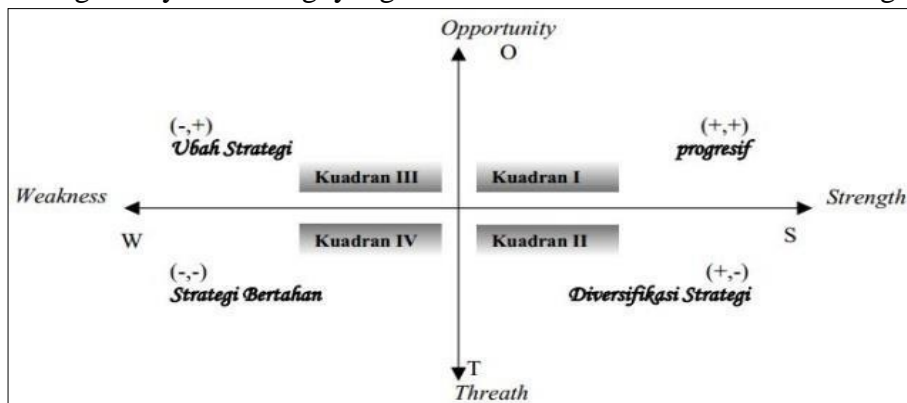 Opportunity
O
(-,+)
Ubah Strategi
(+,+)
progresif
Kuadran III
Kuadran I
Weakness
Strength
W
Kuadran IV
Kuadran II
S
(-,-)
Strategi Bertahan
(+,-)
Diversifikasi Strategi
T
Threath